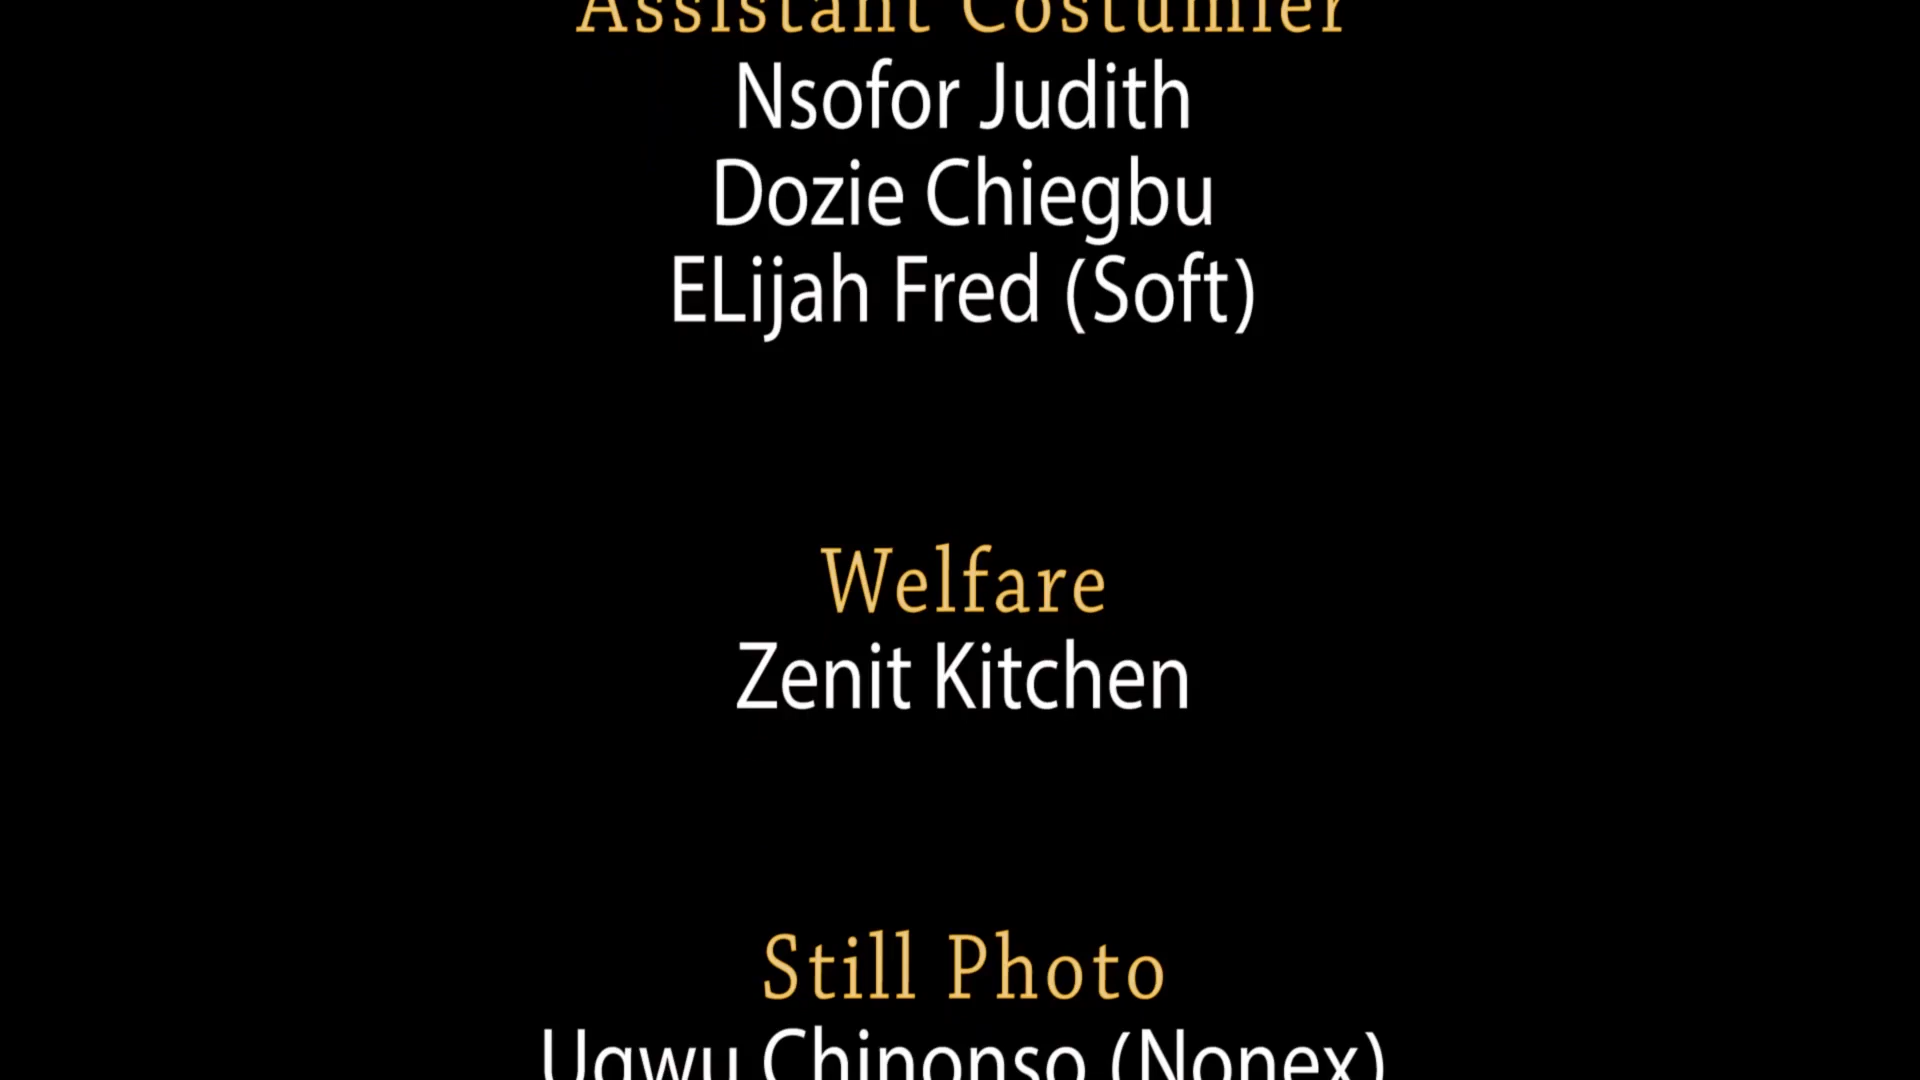 Assistant Costumier
Nsofor Judith
Dozie Chiegbu
ELijah Fred (Soft)
Welfare
Zenit Kitchen
Still Photo
Ugwu Chinonso (Nonex)